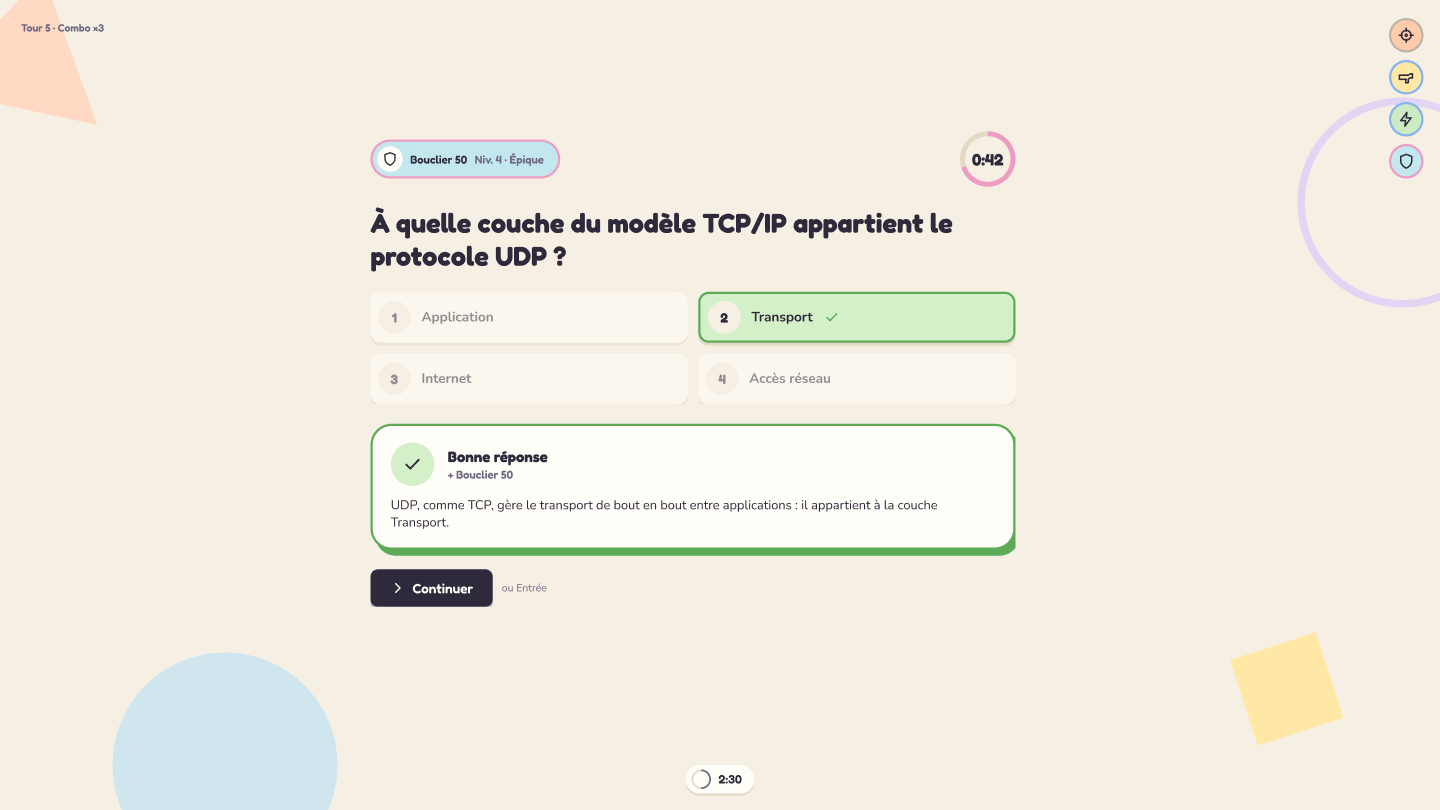 Tour 5 · Combo ×3
Bouclier 50 Niv. 4 · Épique
0:42
À quelle couche du modèle TCP/IP appartient le
protocole UDP ?
1 Application
2 Transport
3 Internet
4 Accès réseau
Bonne réponse
+ Bouclier 50
UDP, comme TCP, gère le transport de bout en bout entre applications : il appartient à la couche
Transport.
Continuer ou Entrée
2:30